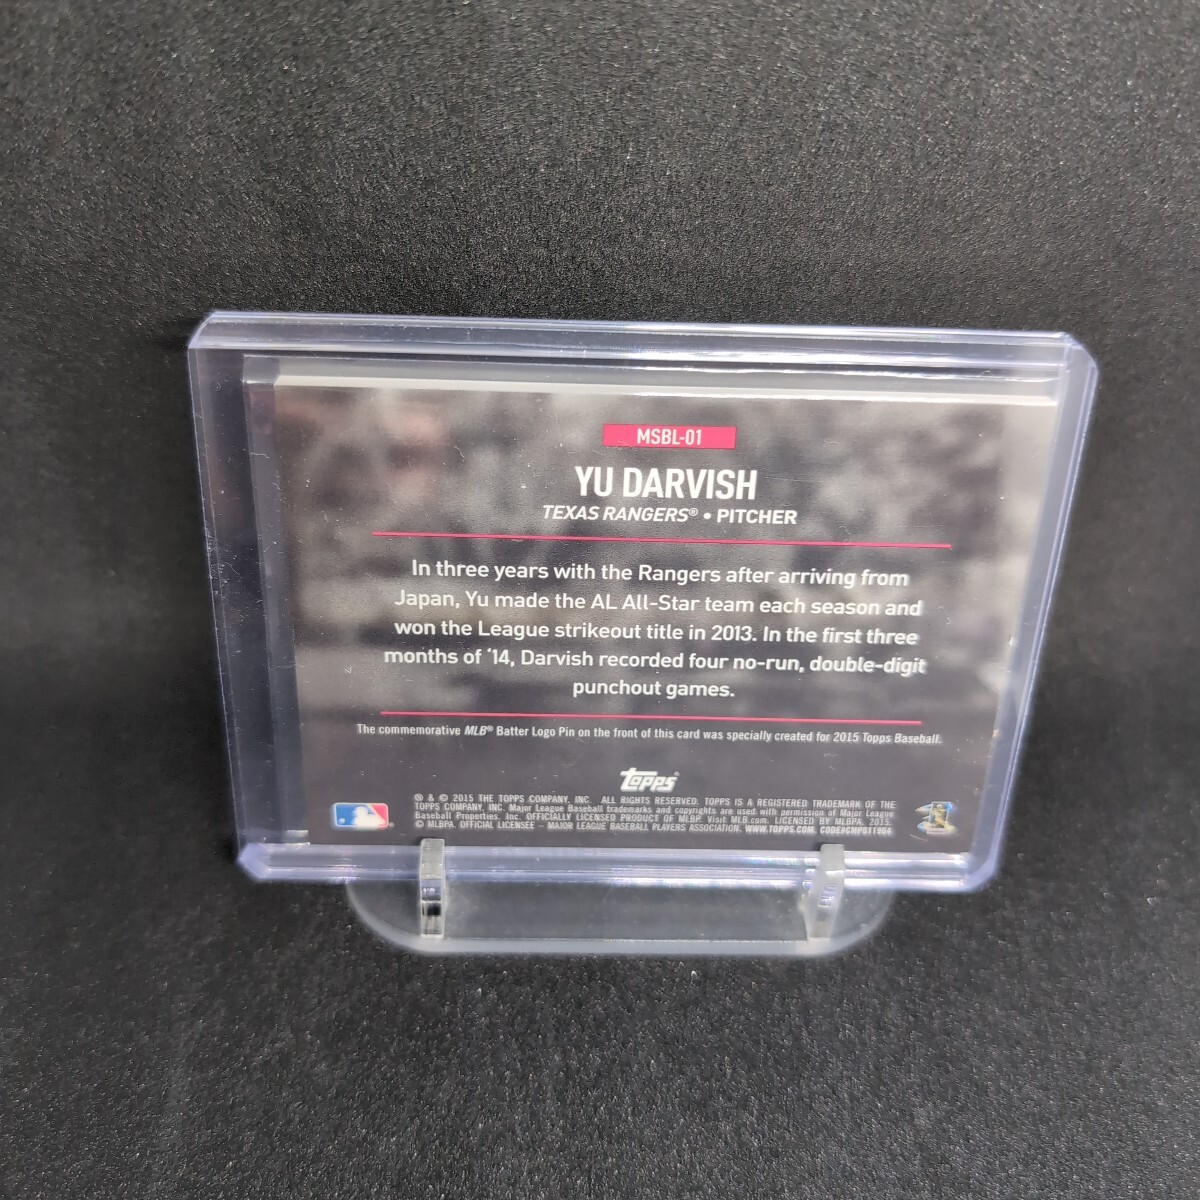 MSBL-01
YU DARVISH
TEXAS RANGERS® • PITCHER
In three years with the Rangers after arriving from
Japan, Yu made the AL All-Star team each season and
won the League strikeout title in 2013. In the first three
months of '14, Darvish recorded four no-run, double-digit
punchout games.
The commemorative MLB® Batter Logo Pin on the front of this card was specially created for 2015 Topps Baseball.
topps®
® & © 2015 THE TOPPS COMPANY, INC. ALL RIGHTS RESERVED. TOPPS IS A REGISTERED TRADEMARK OF THE
TOPPS COMPANY, INC. Major League Baseball trademarks and copyrights are used with permission of Major League
Baseball Properties, Inc. OFFICIALLY LICENSED PRODUCT OF MLBP. Visit MLB.com. LICENSED BY MLBPA, 2015.
© MLBPA. OFFICIAL LICENSEE – MAJOR LEAGUE BASEBALL PLAYERS ASSOCIATION. WWW.TOPPS.COM. CODE#CMP011904